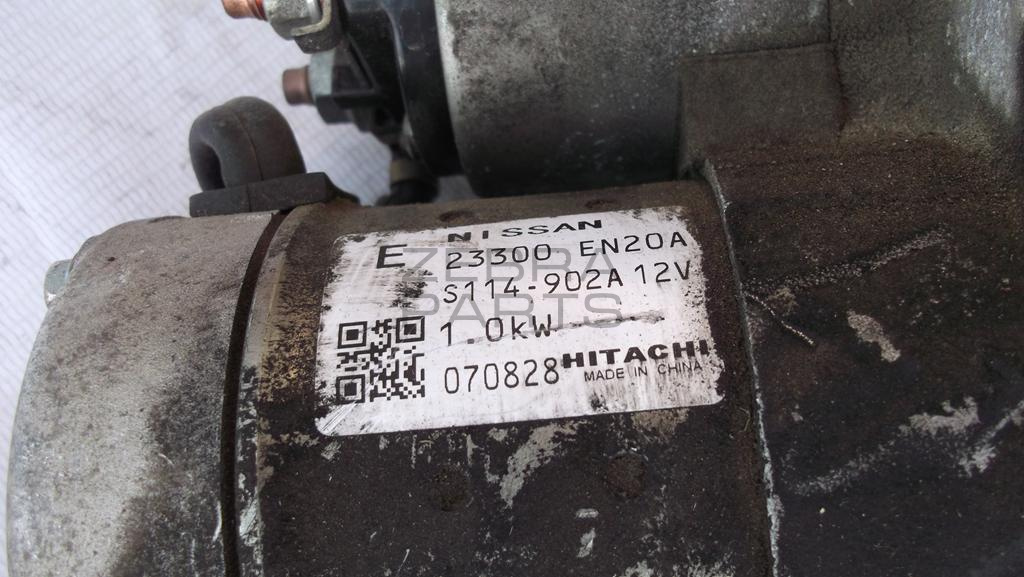 NISSAN
E 23300 EN20A
S114-902A 12V
1.0kW
070828 HITACHI
MADE IN CHINA
ZEBRA
PARTS